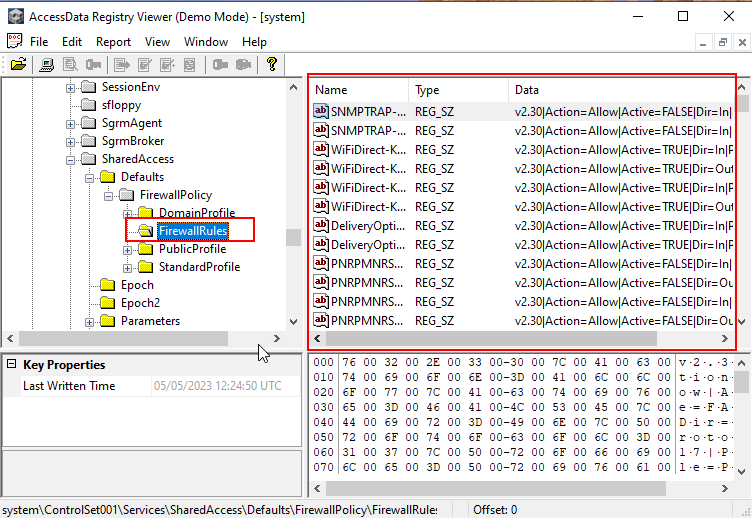 AccessData Registry Viewer (Demo Mode) - [system]
File Edit Report View Window Help
SessionEnv
sfloppy
SgrmAgent
SgrmBroker
SharedAccess
Defaults
FirewallPolicy
DomainProfile
FirewallRules
PublicProfile
StandardProfile
Epoch
Epoch2
Parameters
Name Type Data
SNMPTRAP-... REG_SZ v2.30|Action=Allow|Active=FALSE|Dir=In|
SNMPTRAP-... REG_SZ v2.30|Action=Allow|Active=FALSE|Dir=In|
WiFiDirect-K... REG_SZ v2.30|Action=Allow|Active=TRUE|Dir=In|P
WiFiDirect-K... REG_SZ v2.30|Action=Allow|Active=TRUE|Dir=Out
WiFiDirect-K... REG_SZ v2.30|Action=Allow|Active=TRUE|Dir=In|P
WiFiDirect-K... REG_SZ v2.30|Action=Allow|Active=TRUE|Dir=Out
DeliveryOpti... REG_SZ v2.30|Action=Allow|Active=TRUE|Dir=In|P
DeliveryOpti... REG_SZ v2.30|Action=Allow|Active=TRUE|Dir=In|P
PNRPMNRS... REG_SZ v2.30|Action=Allow|Active=FALSE|Dir=In|
PNRPMNRS... REG_SZ v2.30|Action=Allow|Active=FALSE|Dir=Ou
PNRPMNRS... REG_SZ v2.30|Action=Allow|Active=FALSE|Dir=In|
PNRPMNRS... REG_SZ v2.30|Action=Allow|Active=FALSE|Dir=Ou
Key Properties
Last Written Time 05/05/2023 12:24:50 UTC
000 76 00 32 00 2E 00 33 00-30 00 7C 00 41 00 63 00 v·2·.·3
010 74 00 69 00 6F 00 6E 00-3D 00 41 00 6C 00 6C 00 t·i·o·n
020 6F 00 77 00 7C 00 41 00-63 00 74 00 69 00 76 00 o·w·|·A
030 65 00 3D 00 46 00 41 00-4C 00 53 00 45 00 7C 00 e·=·F·A
040 44 00 69 00 72 00 3D 00-49 00 6E 00 7C 00 50 00 D·i·r·=
050 72 00 6F 00 74 00 6F 00-63 00 6F 00 6C 00 3D 00 r·o·t·o
060 31 00 37 00 7C 00 50 00-72 00 6F 00 66 00 69 00 1·7·|·P
070 6C 00 65 00 3D 00 50 00-72 00 69 00 76 00 61 00 l·e·=·P
system\ControlSet001\Services\SharedAccess\Defaults\FirewallPolicy\FirewallRules Offset: 0